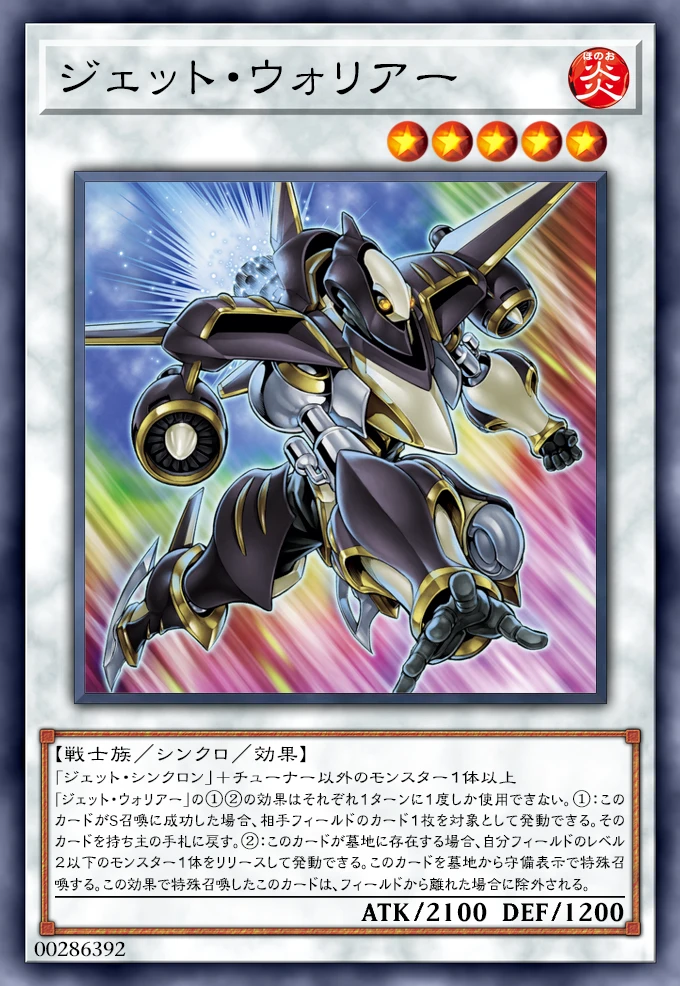 ジェット・ウォリアー
ほのお
炎
【戦士族／シンクロ／効果】
「ジェット・シンクロン」＋チューナー以外のモンスター１体以上
「ジェット・ウォリアー」の①②の効果はそれぞれ１ターンに１度しか使用できない。①：この
カードがＳ召喚に成功した場合、相手フィールドのカード１枚を対象として発動できる。その
カードを持ち主の手札に戻す。②：このカードが墓地に存在する場合、自分フィールドのレベル
２以下のモンスター１体をリリースして発動できる。このカードを墓地から守備表示で特殊召
喚する。この効果で特殊召喚したこのカードは、フィールドから離れた場合に除外される。
ATK/2100 DEF/1200
00286392